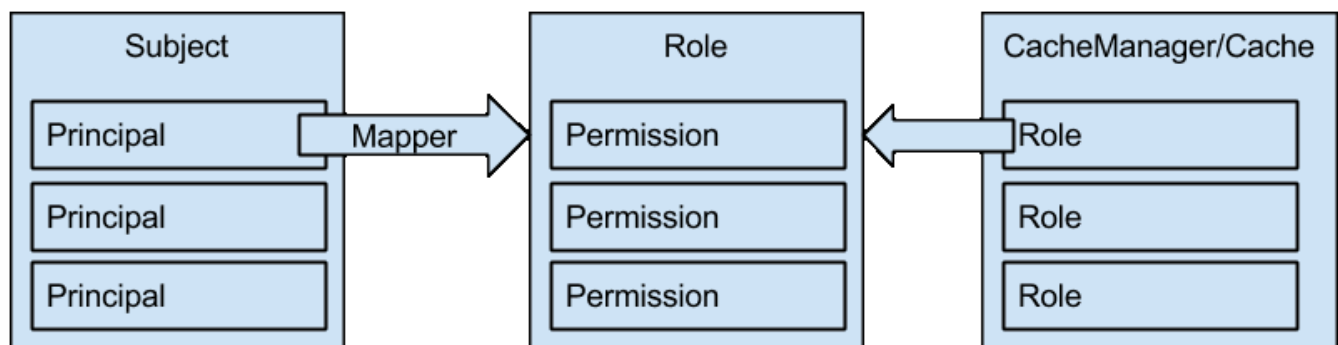 Subject
Principal
Principal
Principal
Mapper
Role
Permission
Permission
Permission
CacheManager/Cache
Role
Role
Role